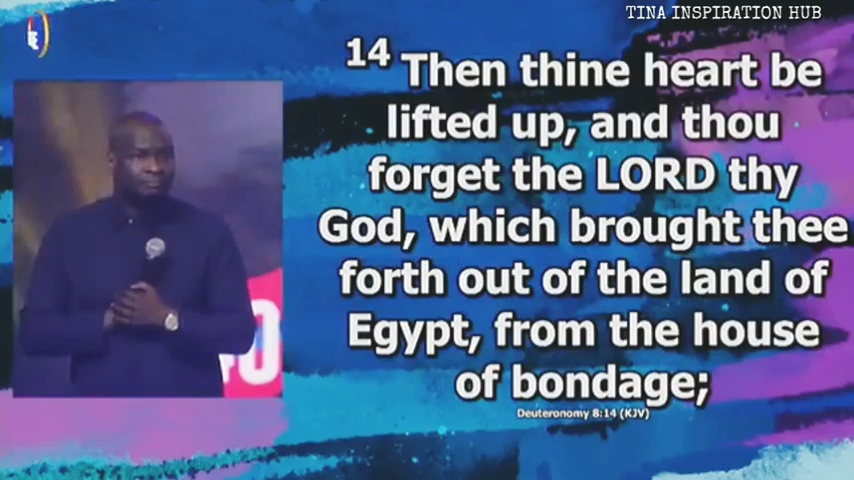 TINA INSPIRATION HUB
14 Then thine heart be
lifted up, and thou
forget the LORD thy
God, which brought thee
forth out of the land of
Egypt, from the house
of bondage;
Deuteronomy 8:14 (KJV)
40